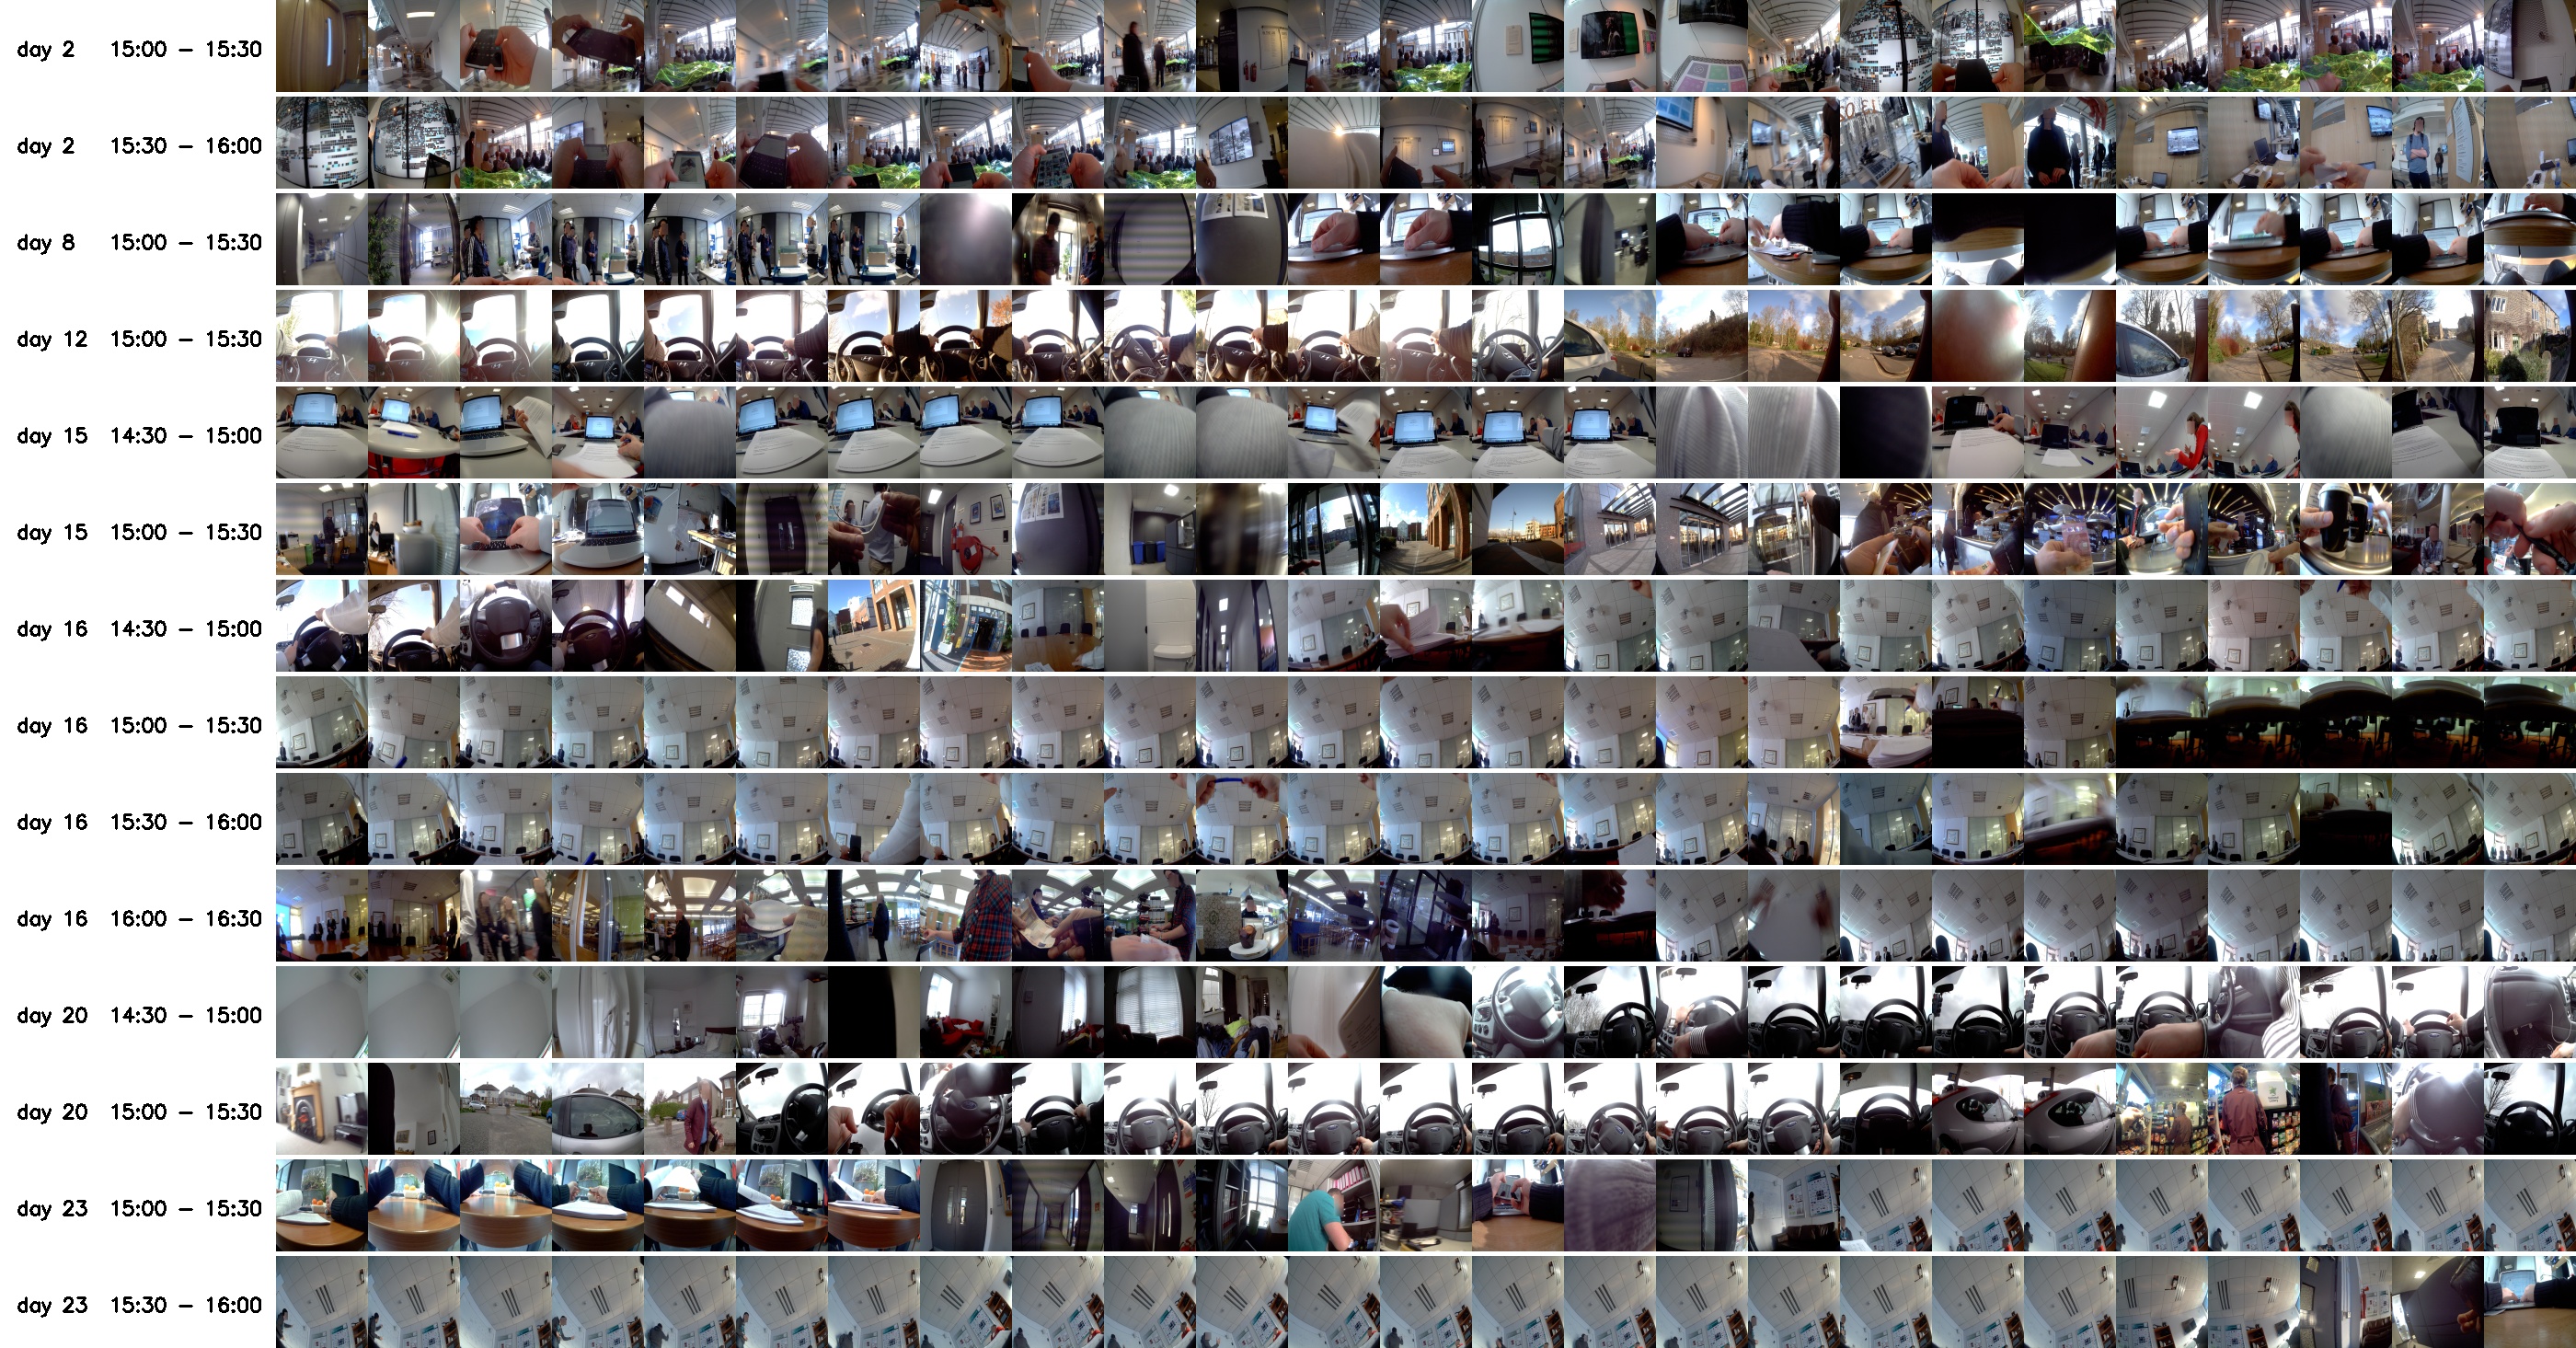 day 2 15:00 - 15:30
day 2 15:30 - 16:00
day 8 15:00 - 15:30
day 12 15:00 - 15:30
day 15 14:30 - 15:00
day 15 15:00 - 15:30
day 16 14:30 - 15:00
day 16 15:00 - 15:30
day 16 15:30 - 16:00
day 16 16:00 - 16:30
day 20 14:30 - 15:00
day 20 15:00 - 15:30
day 23 15:00 - 15:30
day 23 15:30 - 16:00